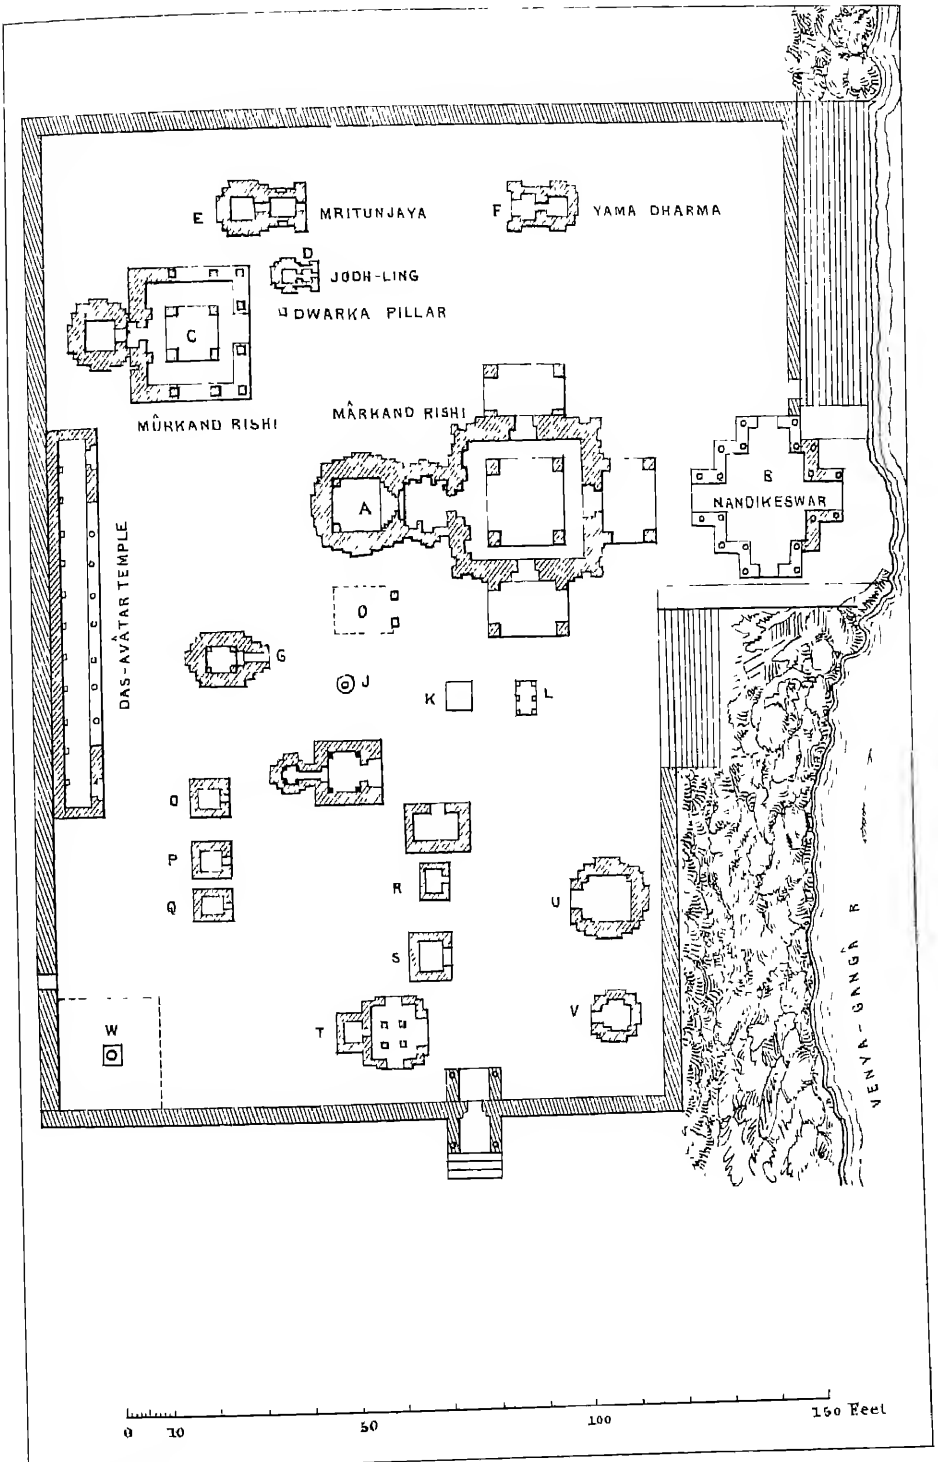 E MRITUNJAYA
F YAMA DHARMA
D
JODH-LING
DWARKA PILLAR
C
MÛRKAND RISHI
MÂRKAND RISHI
A
B
NANDIKESWAR
DAS-AVÂTAR TEMPLE
O
G
J
K
L
O
P
Q
R
S
T
U
V
W
VENYA-GANGÂ R
0 10 50 100 150 Feet